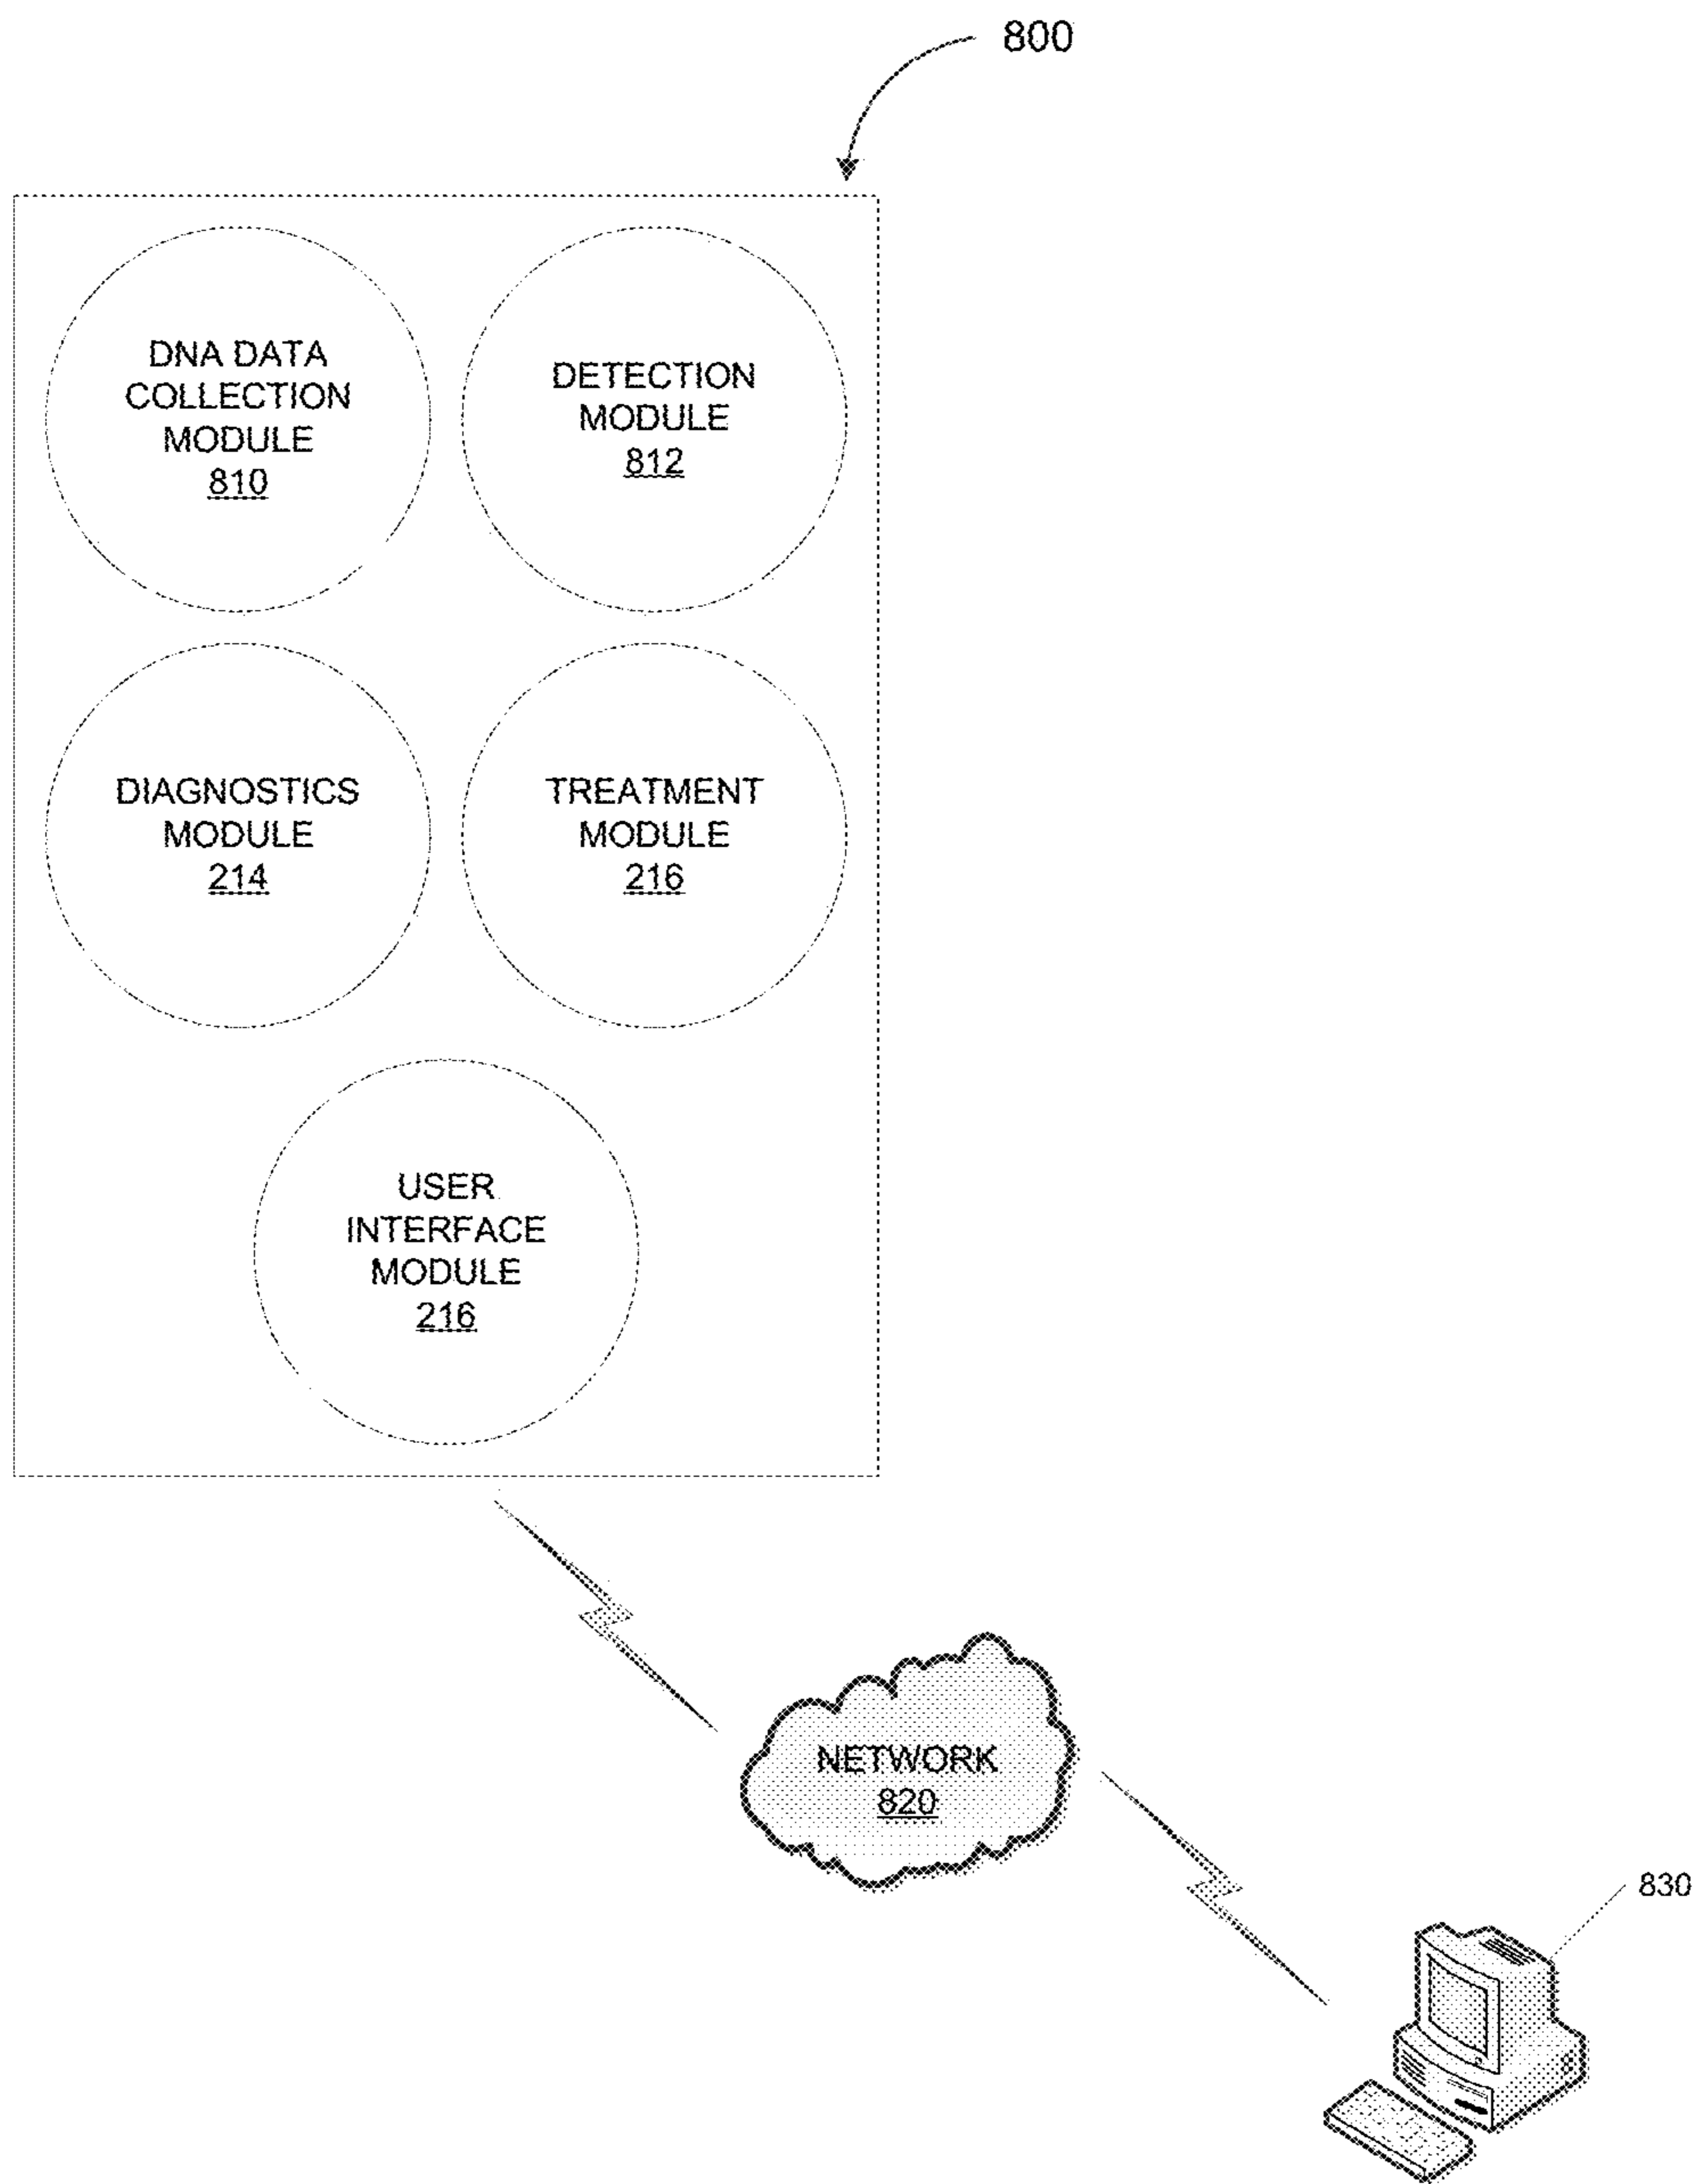 800
DNA DATA
COLLECTION
MODULE
810
DETECTION
MODULE
812
DIAGNOSTICS
MODULE
214
TREATMENT
MODULE
216
USER
INTERFACE
MODULE
216
NETWORK
820
830